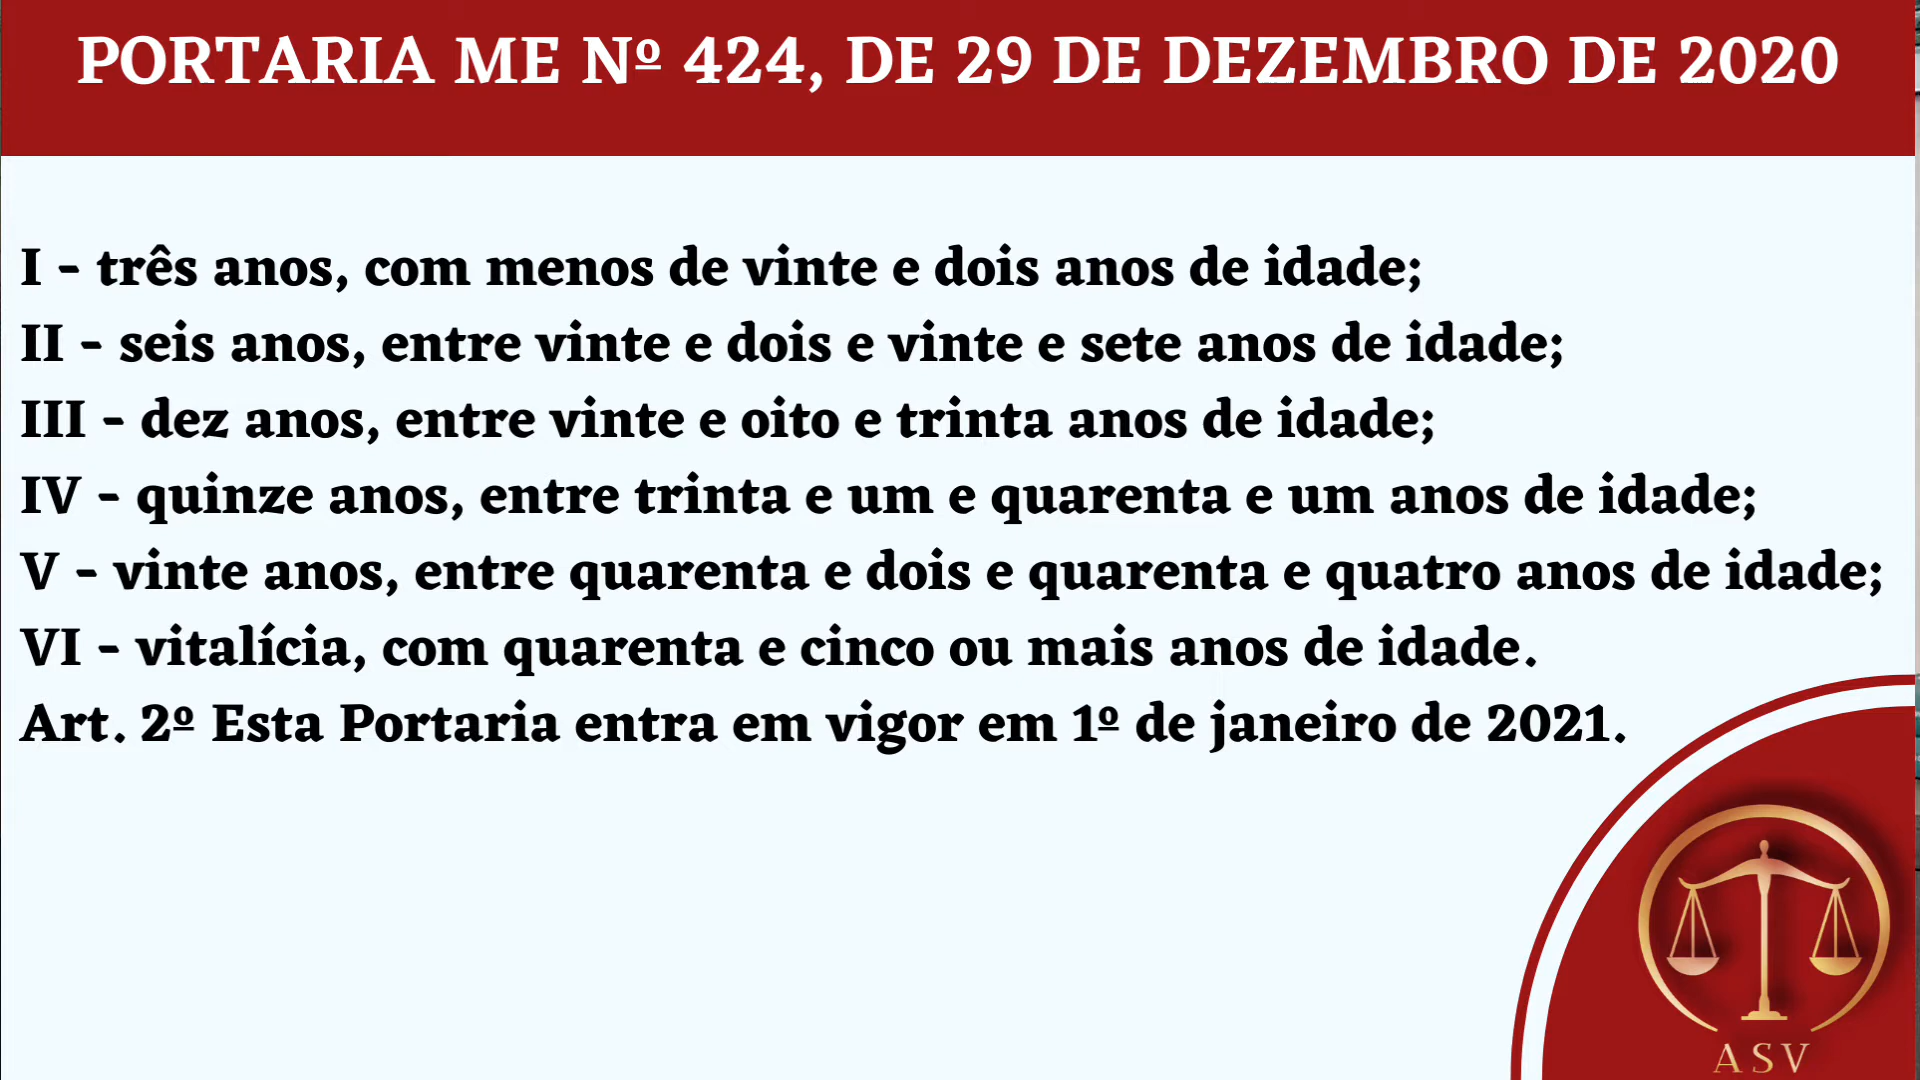 PORTARIA ME Nº 424, DE 29 DE DEZEMBRO DE 2020
I - três anos, com menos de vinte e dois anos de idade;
II - seis anos, entre vinte e dois e vinte e sete anos de idade;
III - dez anos, entre vinte e oito e trinta anos de idade;
IV - quinze anos, entre trinta e um e quarenta e um anos de idade;
V - vinte anos, entre quarenta e dois e quarenta e quatro anos de idade;
VI - vitalícia, com quarenta e cinco ou mais anos de idade.
Art. 2º Esta Portaria entra em vigor em 1º de janeiro de 2021.
ASV